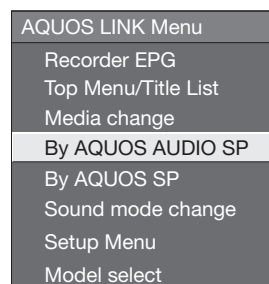 AQUOS LINK Menu
Recorder EPG
Top Menu/Title List
Media change
By AQUOS AUDIO SP
By AQUOS SP
Sound mode change
Setup Menu
Model select